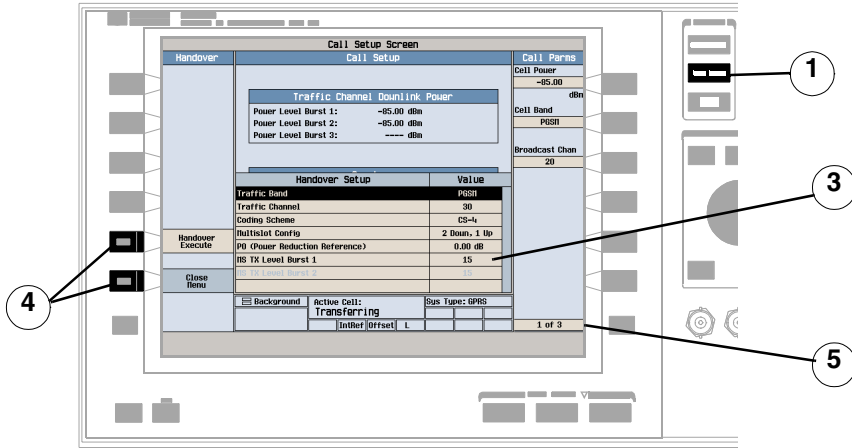 Call Setup Screen
Handover
Call Setup
Call Parms
Cell Power
-85.00
dBm
Cell Band
PGSM
Broadcast Chan
20
Traffic Channel Downlink Power
Power Level Burst 1: -85.00 dBm
Power Level Burst 2: -85.00 dBm
Power Level Burst 3: ---- dBm
Handover Setup Value
Traffic Band PGSM
Traffic Channel 30
Coding Scheme CS-4
Multislot Config 2 Down, 1 Up
P0 (Power Reduction Reference) 0.00 dB
MS TX Level Burst 1 15
MS TX Level Burst 2 15
Handover
Execute
Close
Menu
Background
Active Cell:
Transferring
Sys Type: GPRS
IntRef Offset L
1 of 3
1
3
4
5